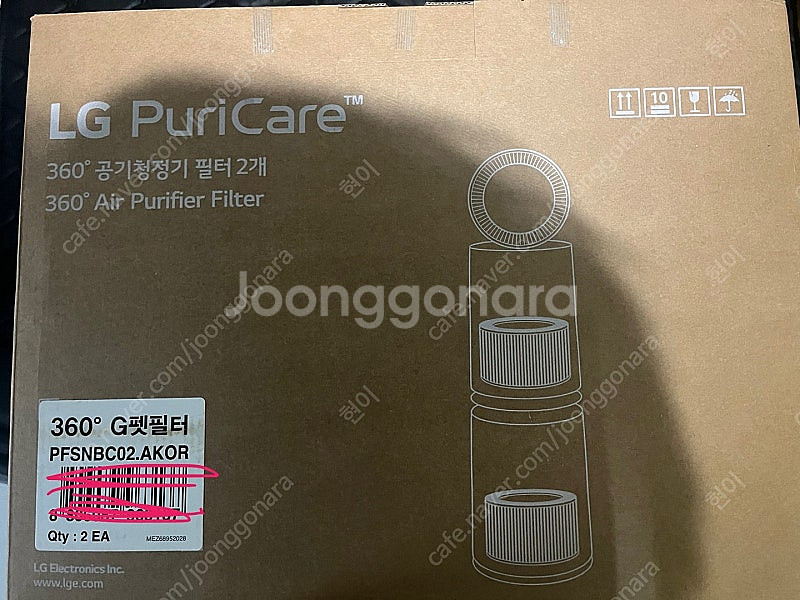 LG PuriCare™
360° 공기청정기 필터 2개
360° Air Purifier Filter
10
Joonggonara
cafe.naver.com/joonggonara
현이
360° G펫필터
PFSNBC02.AKOR
Qty : 2 EA
MEZ66952028
LG Electronics Inc.
www.lge.com